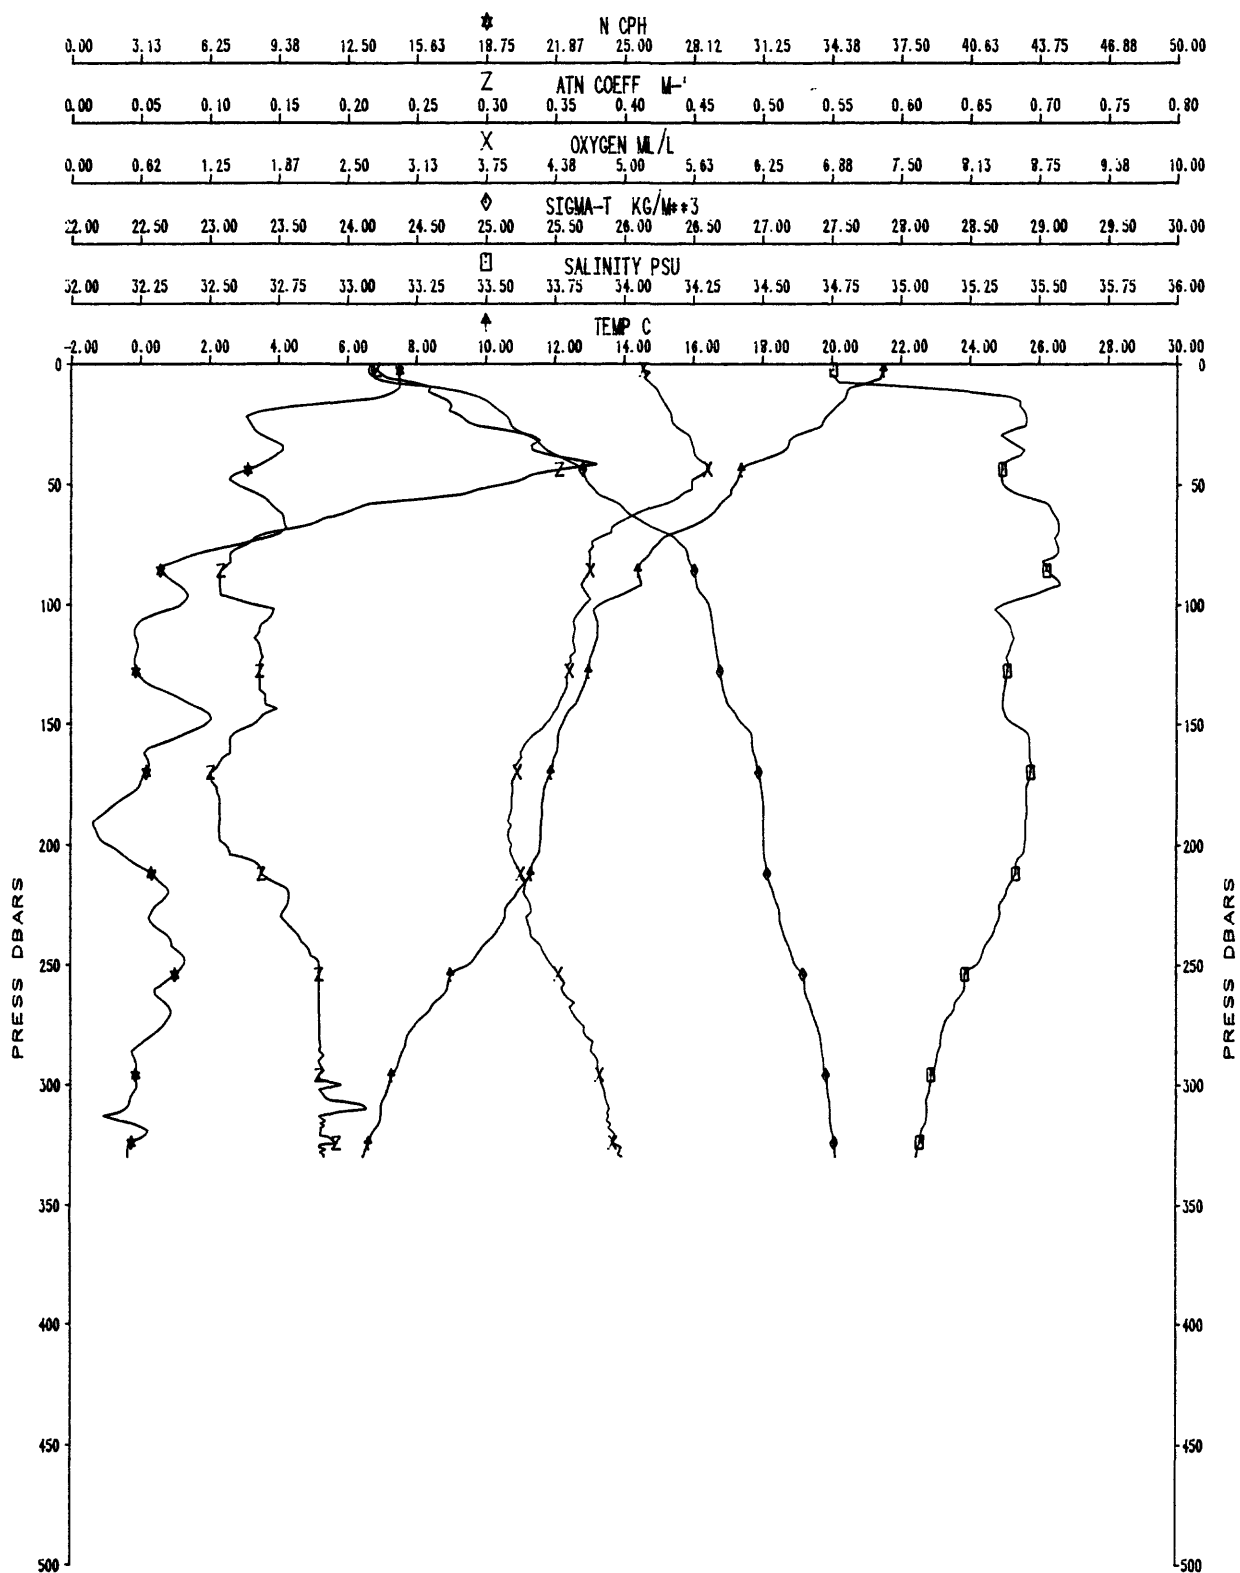 N CPH
0.00 3.13 6.25 9.38 12.50 15.63 18.75 21.87 25.00 28.12 31.25 34.38 37.50 40.63 43.75 46.88 50.00
Z ATN COEFF M-'
0.00 0.05 0.10 0.15 0.20 0.25 0.30 0.35 0.40 0.45 0.50 0.55 0.60 0.65 0.70 0.75 0.80
X OXYGEN ML/L
0.00 0.62 1.25 1.87 2.50 3.13 3.75 4.38 5.00 5.63 6.25 6.88 7.50 8.13 8.75 9.38 10.00
SIGMA-T KG/M**3
22.00 22.50 23.00 23.50 24.00 24.50 25.00 25.50 26.00 26.50 27.00 27.50 28.00 28.50 29.00 29.50 30.00
SALINITY PSU
32.00 32.25 32.50 32.75 33.00 33.25 33.50 33.75 34.00 34.25 34.50 34.75 35.00 35.25 35.50 35.75 36.00
TEMP C
-2.00 0.00 2.00 4.00 6.00 8.00 10.00 12.00 14.00 16.00 18.00 20.00 22.00 24.00 26.00 28.00 30.00
0 0
50 50
100 100
150 150
200 200
PRESS DBARS PRESS DBARS
250 250
300 300
350 350
400 400
450 450
500 500